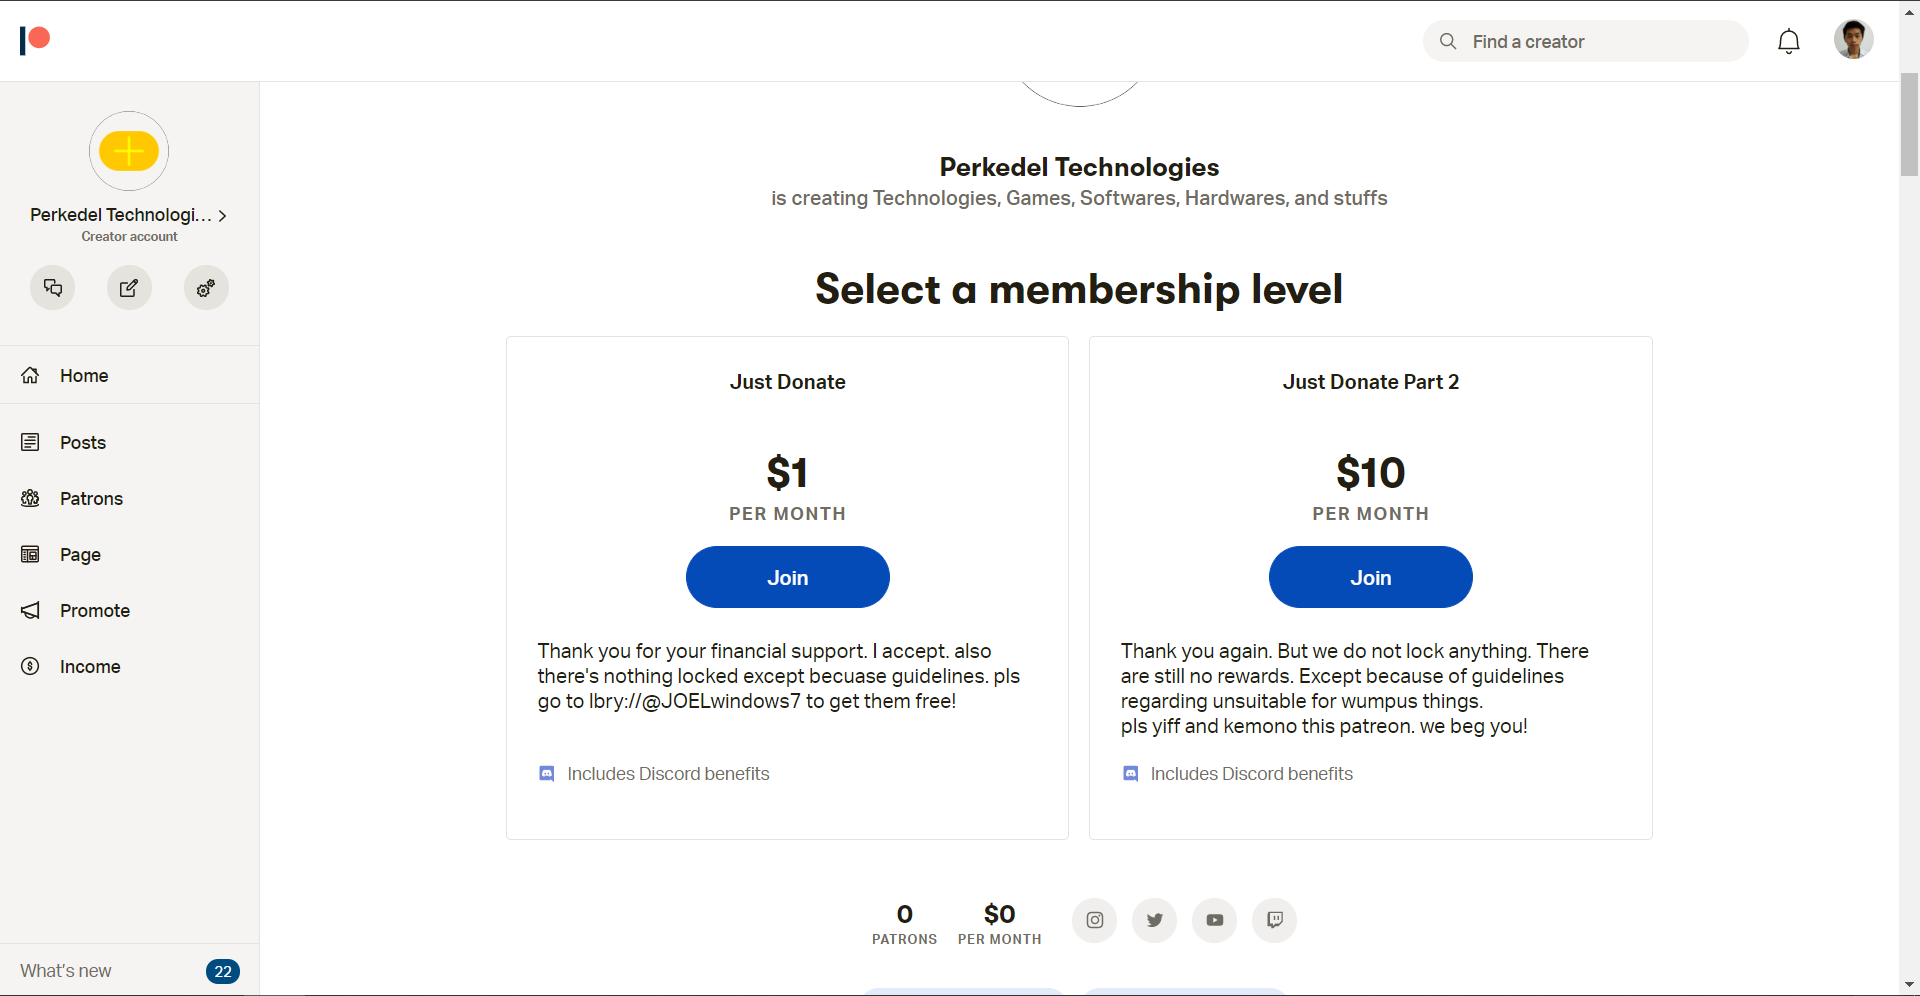 Find a creator
Perkedel Technologi...
Creator account
Home
Posts
Patrons
Page
Promote
Income
What's new
22
Perkedel Technologies
is creating Technologies, Games, Softwares, Hardwares, and stuffs
Select a membership level
Just Donate
$1
PER MONTH
Join
Thank you for your financial support. I accept. also
there's nothing locked except becuase guidelines. pls
go to lbry://@JOELwindows7 to get them free!
Includes Discord benefits
Just Donate Part 2
$10
PER MONTH
Join
Thank you again. But we do not lock anything. There
are still no rewards. Except because of guidelines
regarding unsuitable for wumpus things.
pls yiff and kemono this patreon. we beg you!
Includes Discord benefits
0
PATRONS
$0
PER MONTH